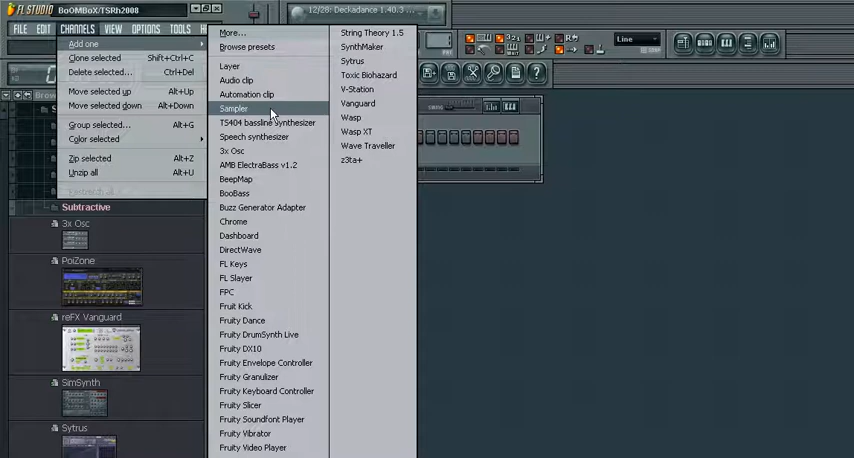 FL STUDIO BoOMBoX/TSRh2008
12/28: Deckadance 1.40.3
FILE EDIT CHANNELS VIEW OPTIONS TOOLS
Line
Add one
Clone selected Shift+Ctrl+C
Delete selected... Ctrl+Del
Move selected up Alt+Up
Move selected down Alt+Down
Group selected... Alt+G
Color selected
Zip selected Alt+Z
Unzip all Alt+U
Subtractive
3x Osc
PoiZone
reFX Vanguard
SimSynth
Sytrus
More...
Browse presets
Layer
Audio clip
Automation clip
Sampler
TS404 bassline synthesizer
Speech synthesizer
3x Osc
AMB ElectraBass v1.2
BeepMap
BooBass
Buzz Generator Adapter
Chrome
Dashboard
DirectWave
FL Keys
FL Slayer
FPC
Fruit Kick
Fruity Dance
Fruity DrumSynth Live
Fruity DX10
Fruity Envelope Controller
Fruity Granulizer
Fruity Keyboard Controller
Fruity Slicer
Fruity Soundfont Player
Fruity Vibrator
Fruity Video Player
String Theory 1.5
SynthMaker
Sytrus
Toxic Biohazard
V-Station
Vanguard
Wasp
Wasp XT
Wave Traveller
z3ta+